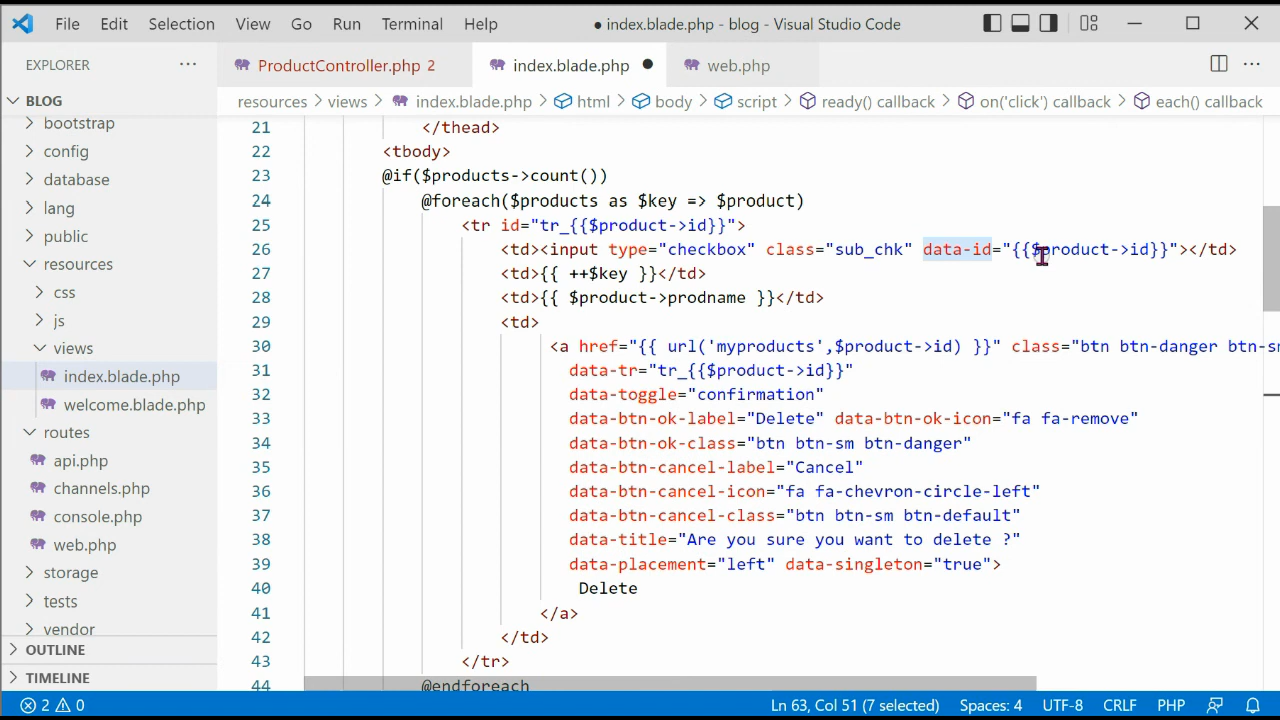 File Edit Selection View Go Run Terminal Help ● index.blade.php - blog - Visual Studio Code
EXPLORER ··· ProductController.php 2 index.blade.php ● web.php ···
BLOG
resources > views > index.blade.php > html > body > script > ready() callback > on('click') callback > each() callback
bootstrap
config
database
lang
public
resources
css
js
views
index.blade.php
welcome.blade.php
routes
api.php
channels.php
console.php
web.php
storage
tests
vendor
OUTLINE
TIMELINE
21 </thead>
22 <tbody>
23 @if($products->count())
24 @foreach($products as $key => $product)
25 <tr id="tr_{{$product->id}}">
26 <td><input type="checkbox" class="sub_chk" data-id="{{$product->id}}"></td>
27 <td>{{ ++$key }}</td>
28 <td>{{ $product->prodname }}</td>
29 <td>
30 <a href="{{ url('myproducts',$product->id) }}" class="btn btn-danger btn-sm
31 data-tr="tr_{{$product->id}}"
32 data-toggle="confirmation"
33 data-btn-ok-label="Delete" data-btn-ok-icon="fa fa-remove"
34 data-btn-ok-class="btn btn-sm btn-danger"
35 data-btn-cancel-label="Cancel"
36 data-btn-cancel-icon="fa fa-chevron-circle-left"
37 data-btn-cancel-class="btn btn-sm btn-default"
38 data-title="Are you sure you want to delete ?"
39 data-placement="left" data-singleton="true">
40 Delete
41 </a>
42 </td>
43 </tr>
44 @endforeach
2 0 Ln 63, Col 51 (7 selected) Spaces: 4 UTF-8 CRLF PHP